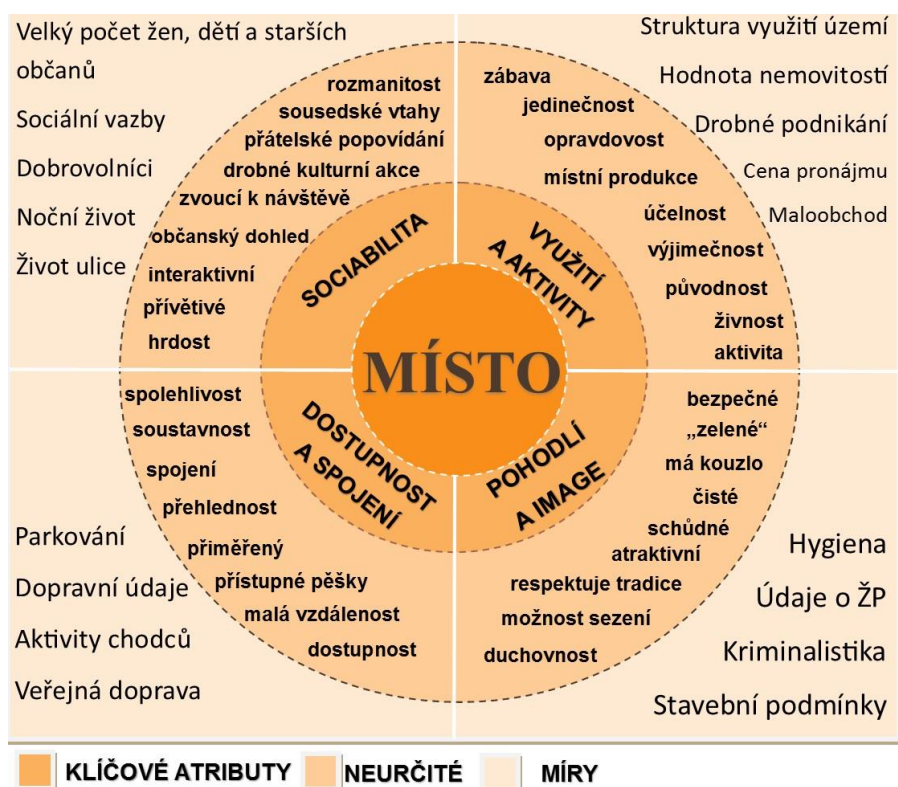 Velký počet žen, dětí a starších
občanů
Sociální vazby
Dobrovolníci
Noční život
Život ulice
rozmanitost
sousedské vtahy
přátelské popovídání
drobné kulturní akce
zvoucí k návštěvě
občanský dohled
interaktivní
přívětivé
hrdost
SOCIABILITA
Struktura využití území
Hodnota nemovitostí
Drobné podnikání
Cena pronájmu
Maloobchod
zábava
jedinečnost
opravdovost
místní produkce
účelnost
výjimečnost
původnost
živnost
aktivita
VYUŽITÍ
A AKTIVITY
MÍSTO
spolehlivost
soustavnost
spojení
přehlednost
přiměřený
přístupné pěšky
malá vzdálenost
dostupnost
DOSTUPNOST
A SPOJENÍ
Parkování
Dopravní údaje
Aktivity chodců
Veřejná doprava
POHODLÍ
A IMAGE
bezpečné
„zelené“
má kouzlo
čisté
schůdné
atraktivní
respektuje tradice
možnost sezení
duchovnost
Hygiena
Údaje o ŽP
Kriminalistika
Stavební podmínky
KLÍČOVÉ ATRIBUTY
NEURČITÉ
MÍRY